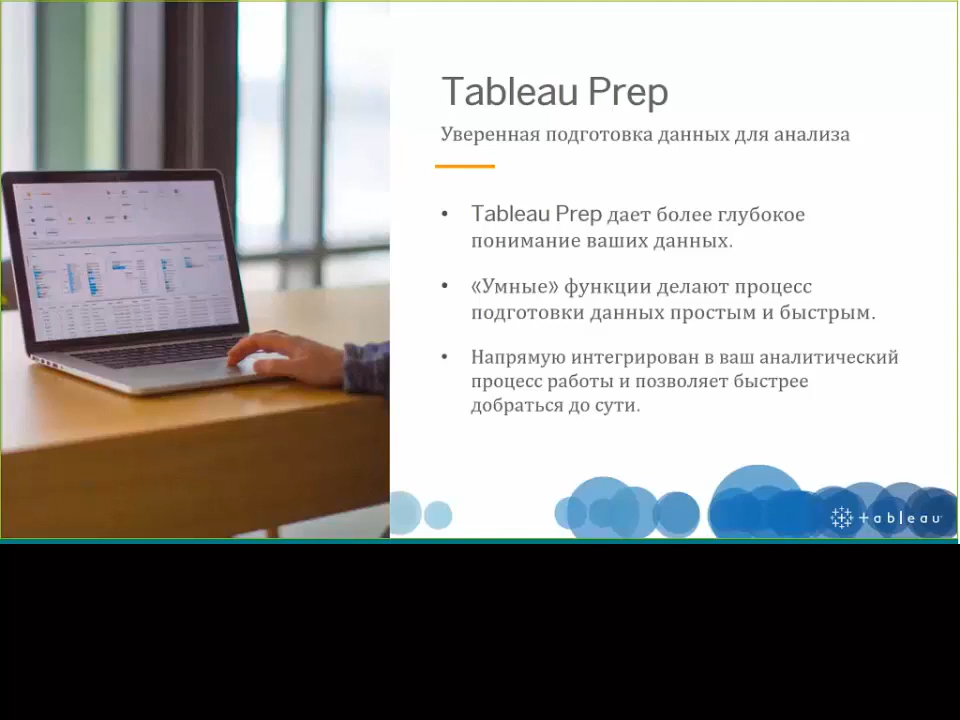 Tableau Prep
Уверенная подготовка данных для анализа
• Tableau Prep дает более глубокое
понимание ваших данных.
• «Умные» функции делают процесс
подготовки данных простым и быстрым.
• Напрямую интегрирован в ваш аналитический
процесс работы и позволяет быстрее
добраться до сути.
+ableau